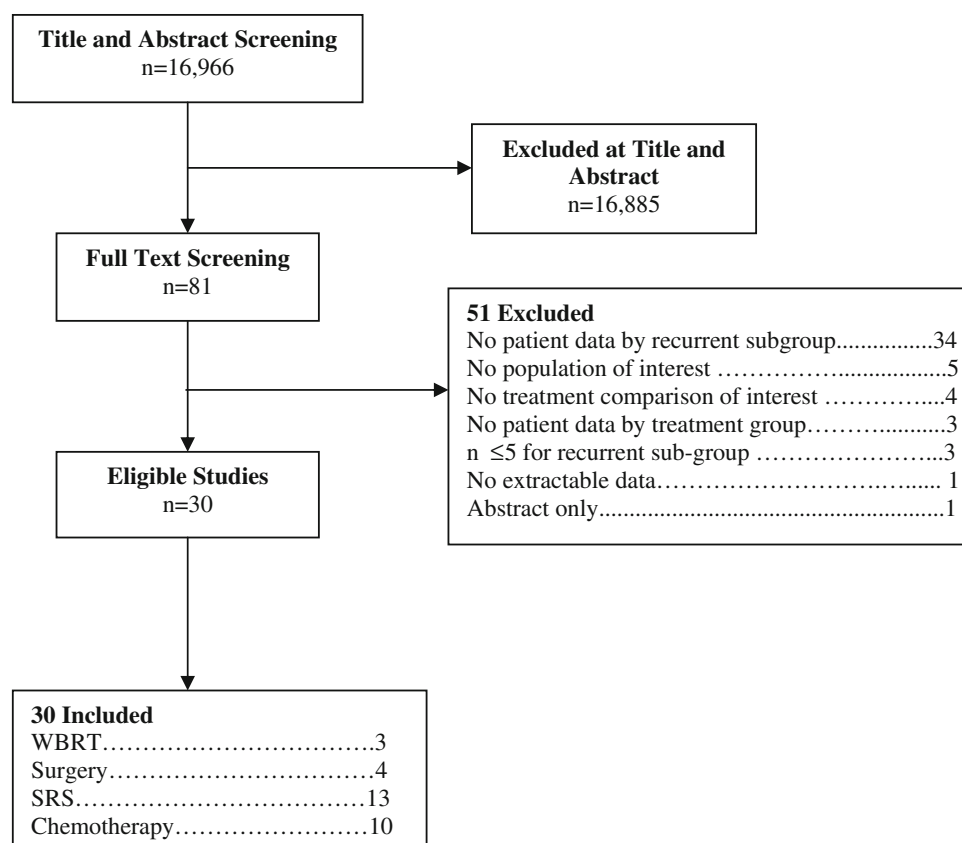 Title and Abstract Screening
n=16,966
Excluded at Title and
Abstract
n=16,885
Full Text Screening
n=81
51 Excluded
No patient data by recurrent subgroup................34
No population of interest ……………..................5
No treatment comparison of interest …………....4
No patient data by treatment group………..........3
n ≤5 for recurrent sub-group …………………...3
No extractable data……………………….….... 1
Abstract only....................................................1
Eligible Studies
n=30
30 Included
WBRT…………………………….3
Surgery……………………………4
SRS………………………………13
Chemotherapy……………………10